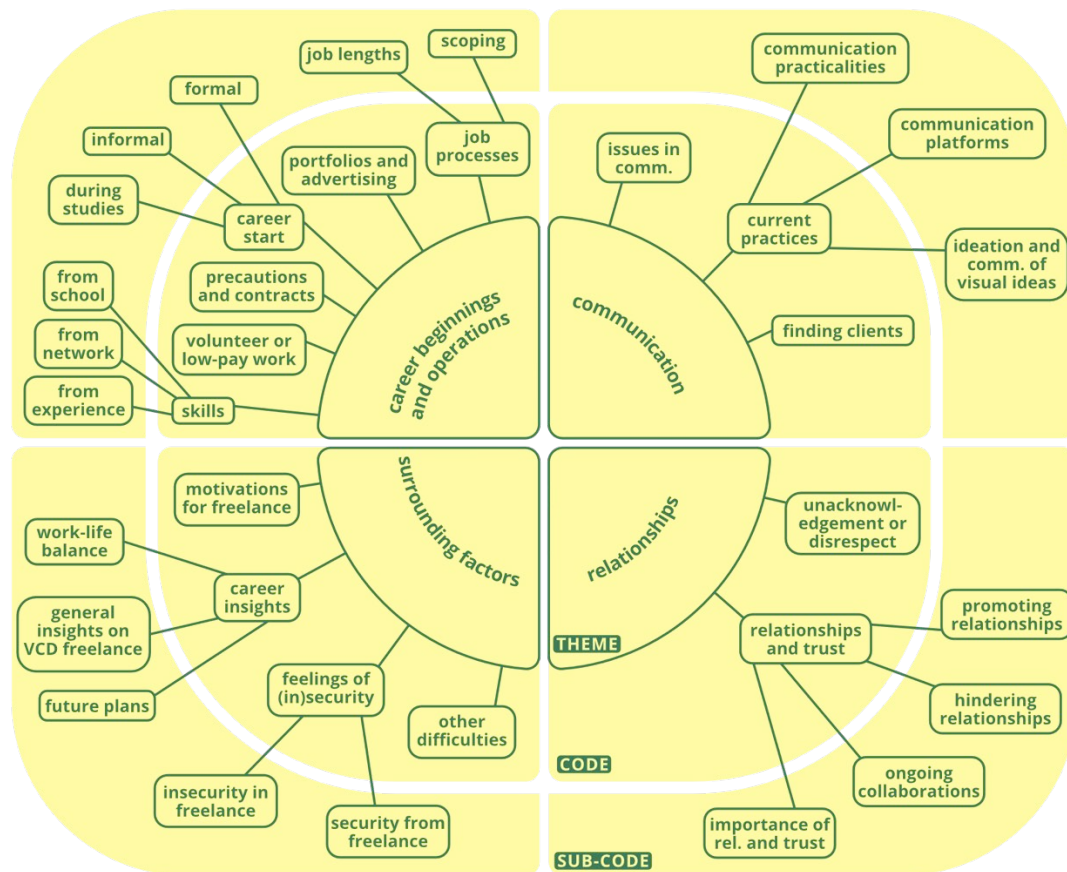 scoping
job lengths
formal
informal
job
processes
portfolios and
advertising
during
studies
career
start
from
school
precautions
and contracts
from
network
volunteer or
low-pay work
from
experience
skills
career beginnings
and operations
communication
practicalities
communication
platforms
issues in
comm.
current
practices
ideation and
comm. of
visual ideas
finding clients
communication
motivations
for freelance
surrounding factors
work-life
balance
career
insights
general
insights on
VCD freelance
future plans
feelings of
(in)security
other
difficulties
insecurity in
freelance
security from
freelance
relationships
unacknowl-
edgement or
disrespect
THEME
relationships
and trust
promoting
relationships
hindering
relationships
ongoing
collaborations
CODE
importance of
rel. and trust
SUB-CODE